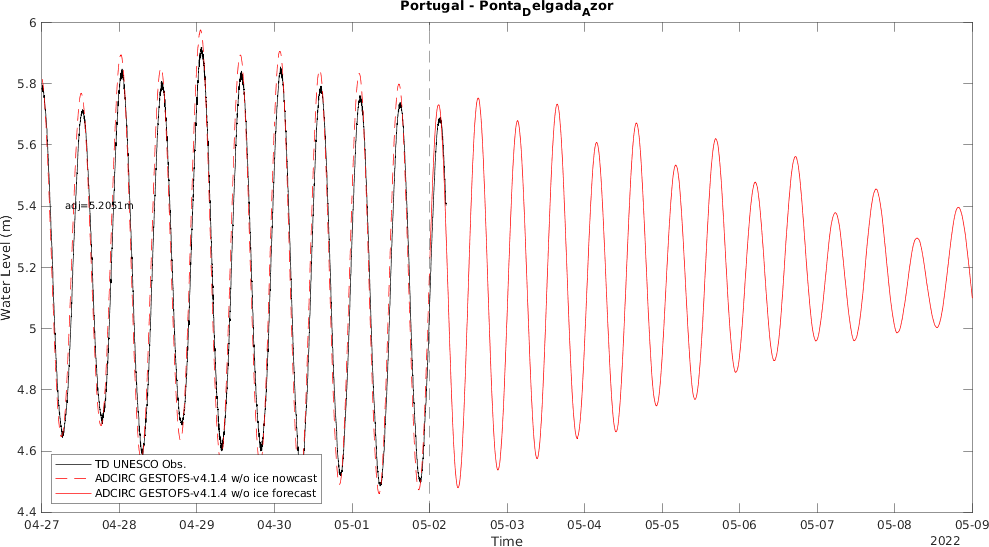 Portugal - Ponta_Delgada_Azor
6
5.8
5.6
5.4
5.2
5
4.8
4.6
4.4
Water Level (m)
adj=5.2051m
TD UNESCO Obs.
ADCIRC GESTOFS-v4.1.4 w/o ice nowcast
ADCIRC GESTOFS-v4.1.4 w/o ice forecast
04-27 04-28 04-29 04-30 05-01 05-02 05-03 05-04 05-05 05-06 05-07 05-08 05-09
Time
2022